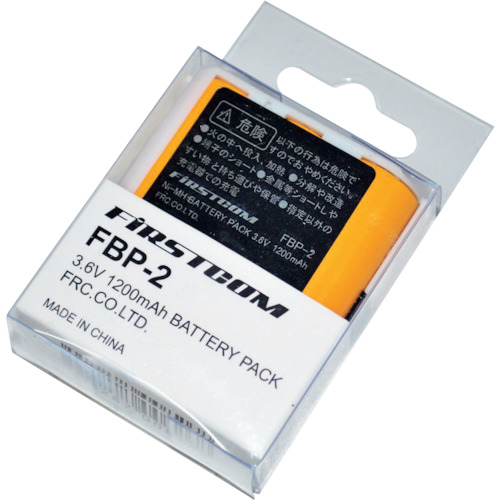 ⚠危険
以下の行為は危険で
すのでおやめください。
●火の中へ投入、加熱 ●分解や改造
●端子のショート ●金属等ショートしや
すい物と持ち運びや保管 ●指定以外の
充電器での充電
FIRSTCOM
FBP-2
Ni-MH BATTERY PACK 3.6V 1200mAh
FRC.CO.LTD.
FIRSTCOM
FBP-2
3.6V 1200mAh BATTERY PACK
FRC.CO.LTD.
MADE IN CHINA